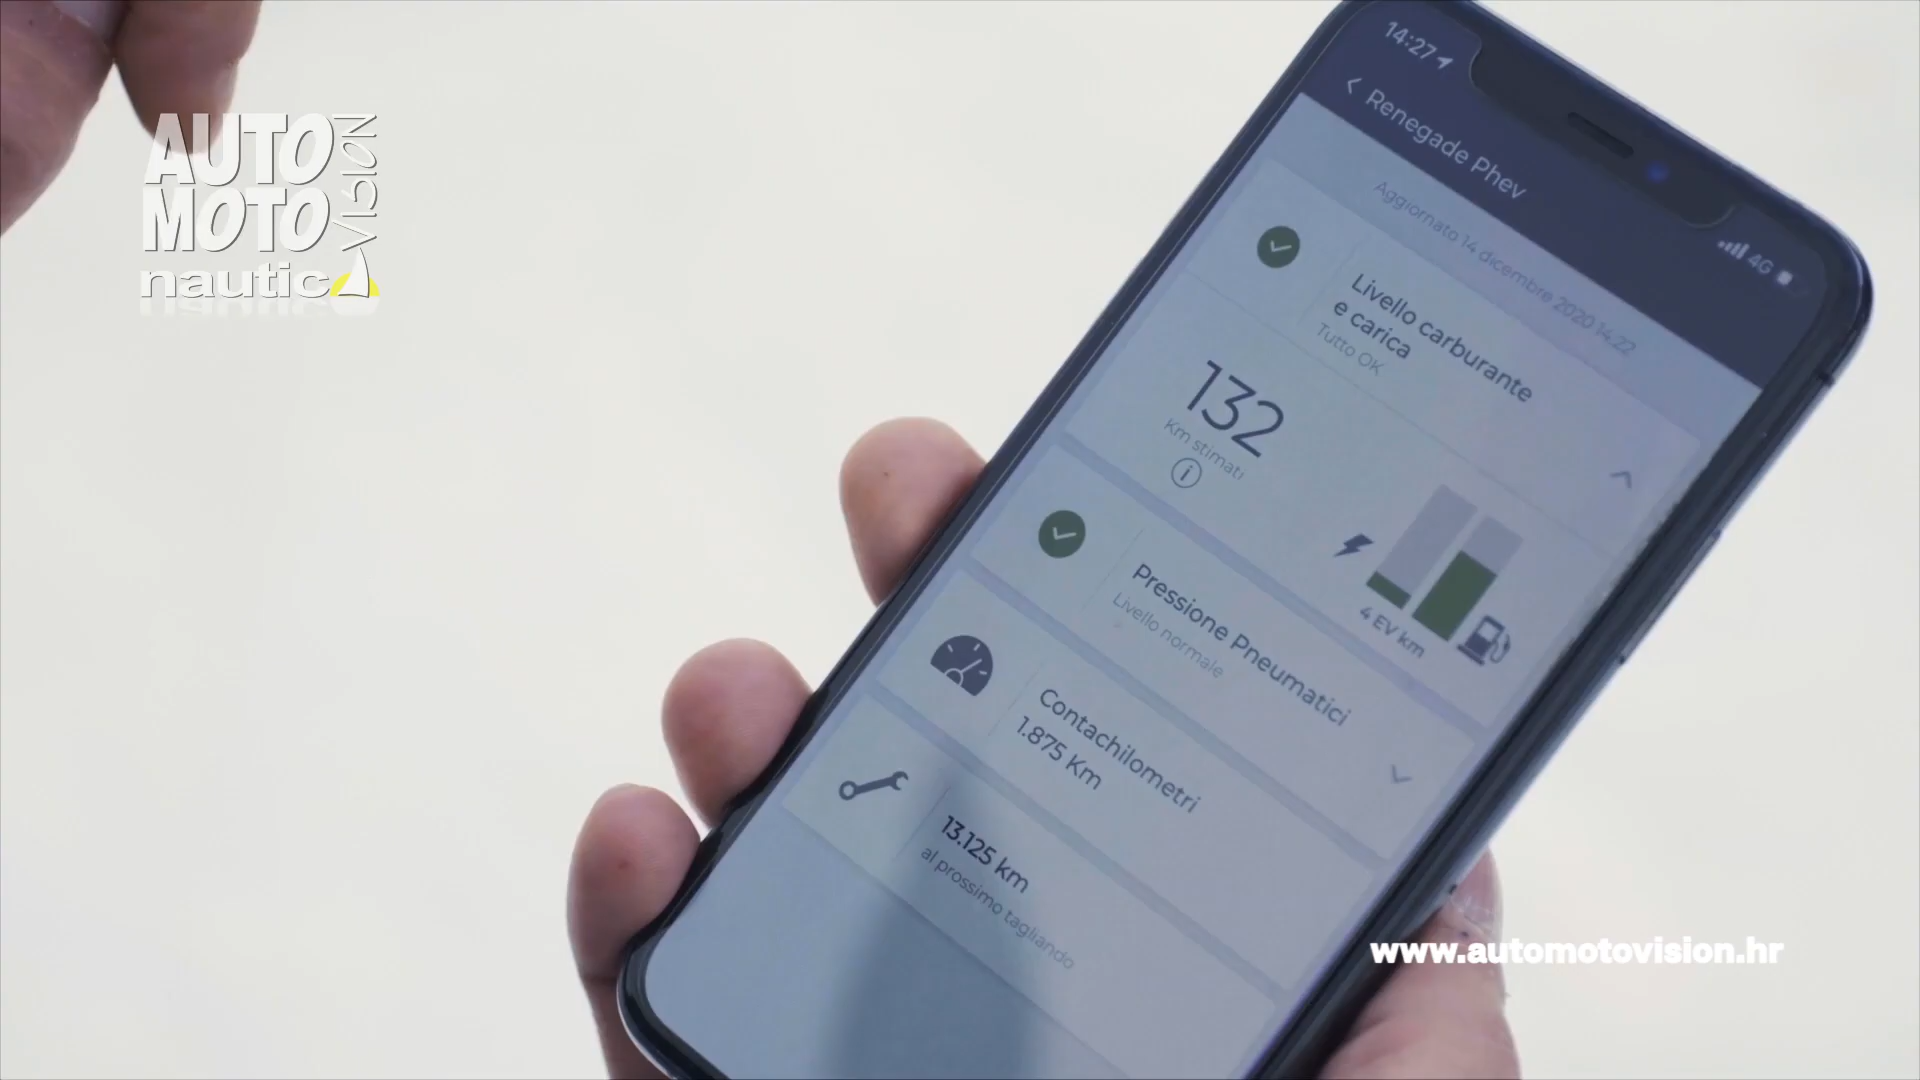 AUTO
MOTO
VISION
nautica
14:27
Renegade Phev
4G
Aggiornato 14 dicembre 2020 14:22
Livello carburante
e carica
Tutto OK
132
Km stimati
i
4 EV km
Pressione Pneumatici
Livello normale
Contachilometri
1.875 Km
13.125 km
al prossimo tagliando
www.automotovision.hr